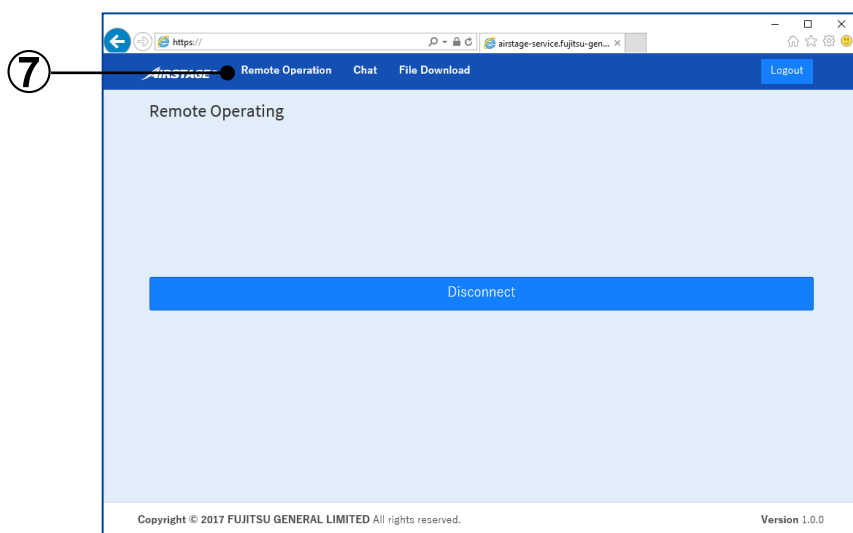 https://
airstage-service.fujitsu-gen...
7
AIRSTAGE Remote Operation Chat File Download Logout
Remote Operating
Disconnect
Copyright © 2017 FUJITSU GENERAL LIMITED All rights reserved. Version 1.0.0